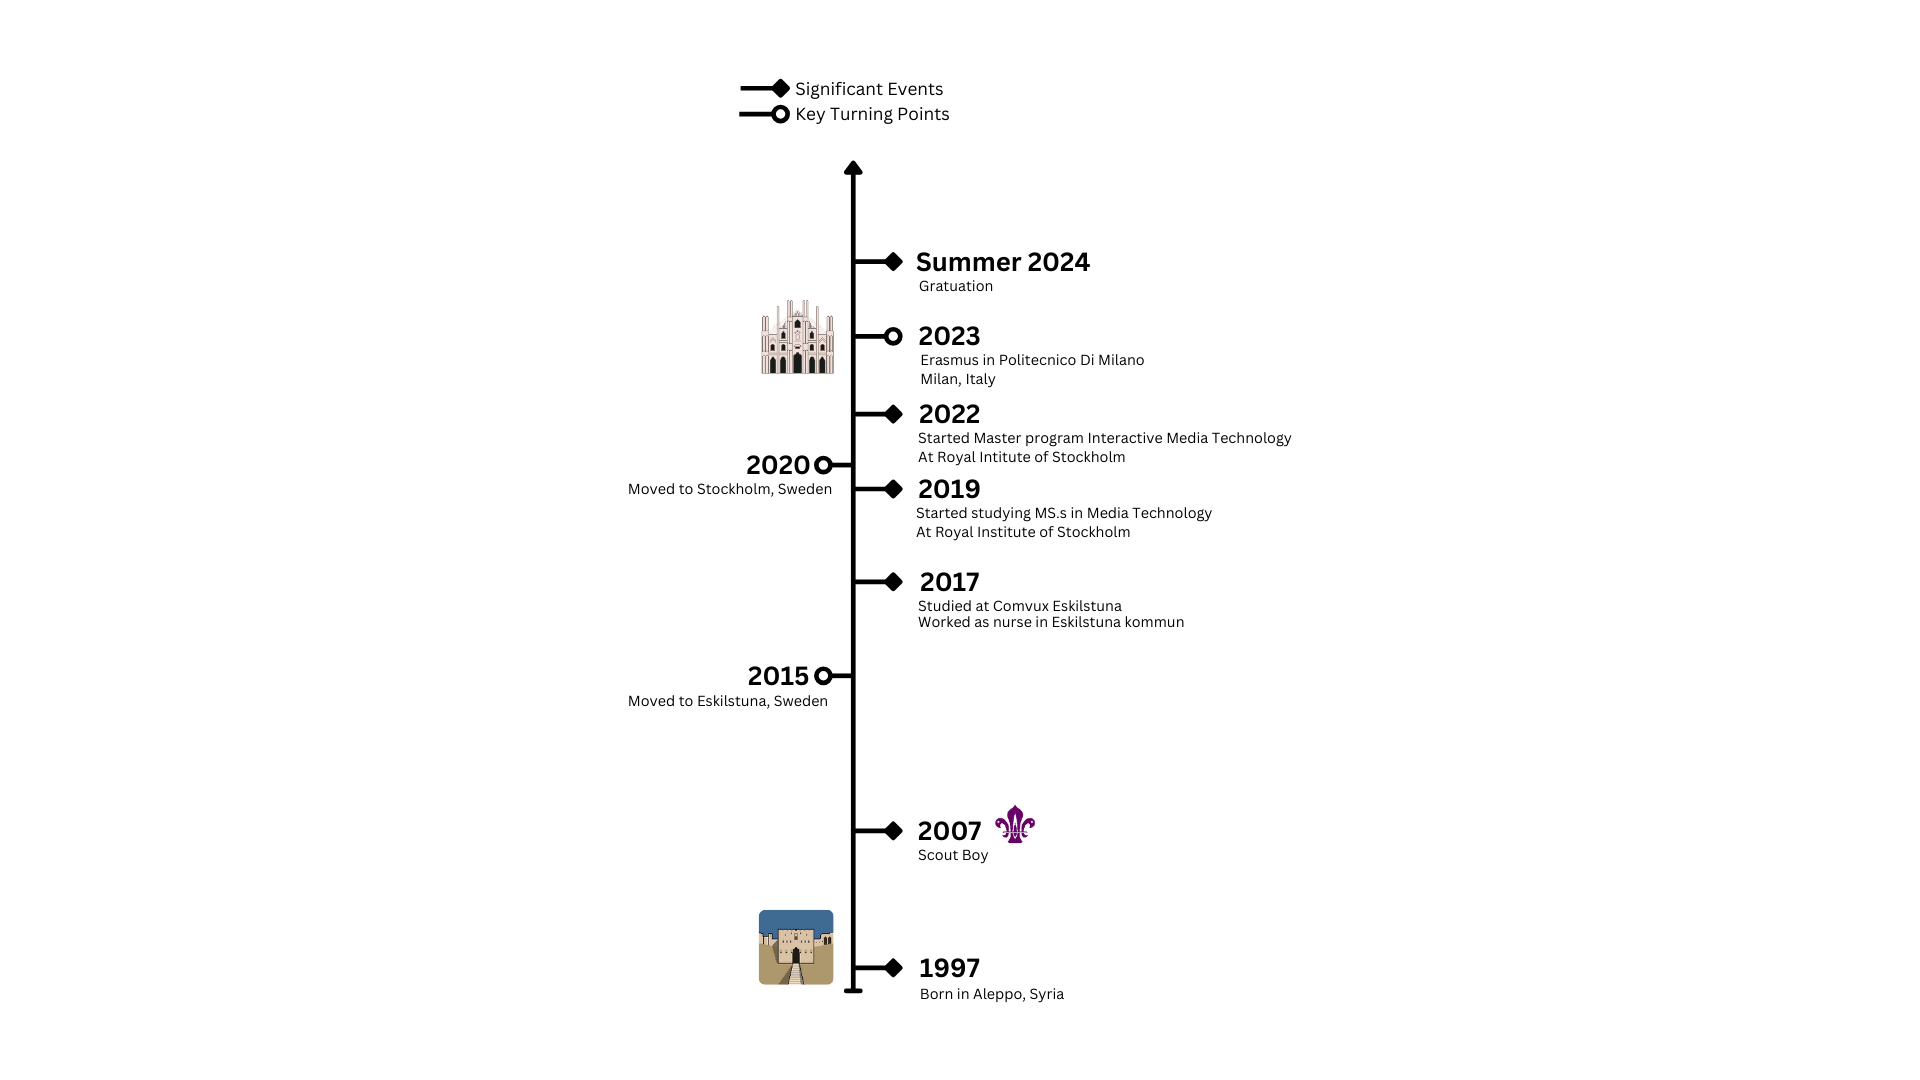 Significant Events
Key Turning Points
Summer 2024
Gratuation
2023
Erasmus in Politecnico Di Milano
Milan, Italy
2022
Started Master program Interactive Media Technology
At Royal Intitute of Stockholm
2020
Moved to Stockholm, Sweden
2019
Started studying MS.s in Media Technology
At Royal Institute of Stockholm
2017
Studied at Comvux Eskilstuna
Worked as nurse in Eskilstuna kommun
2015
Moved to Eskilstuna, Sweden
2007
Scout Boy
1997
Born in Aleppo, Syria